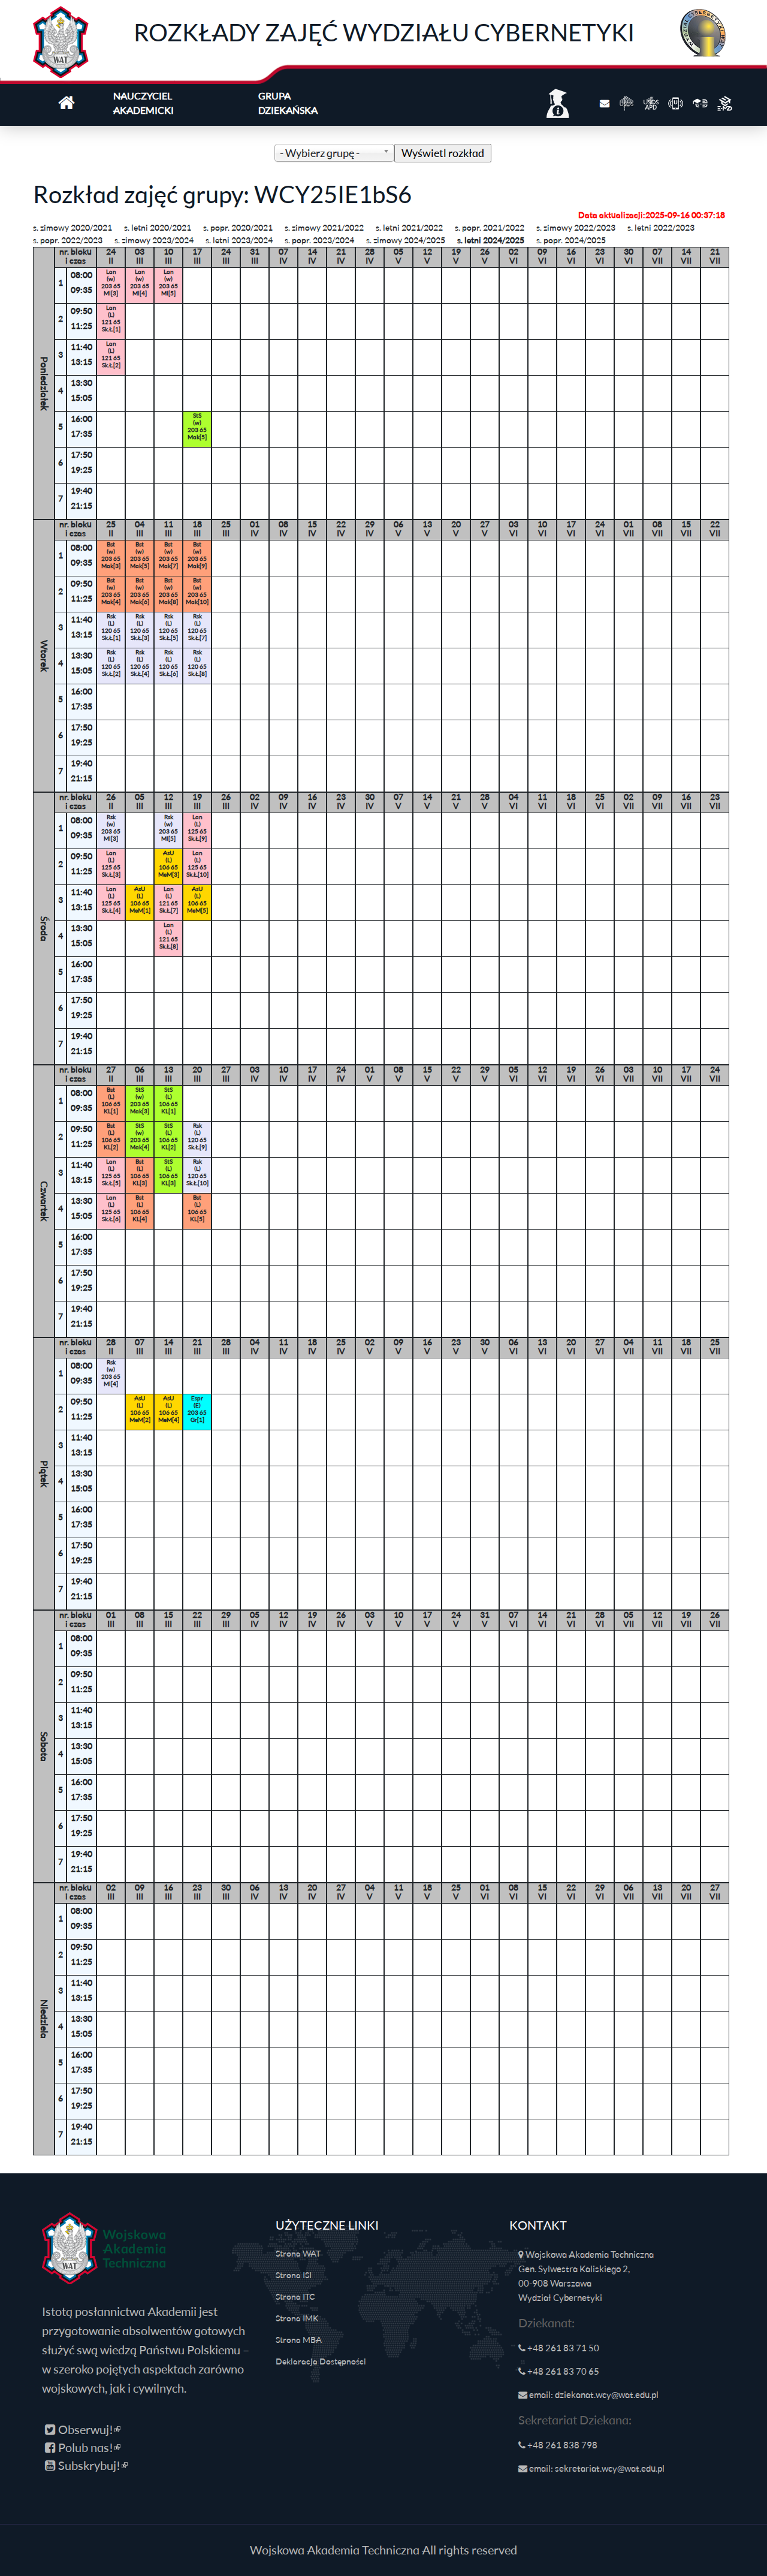 ROZKŁADY ZAJĘĆ WYDZIAŁU CYBERNETYKI
WAT
NAUCZYCIEL AKADEMICKI
GRUPA DZIEKAŃSKA
- Wybierz grupę - Wyświetl rozkład
Rozkład zajęć grupy: WCY25IE1bS6
Data aktualizacji:2025-09-16 00:37:18
s. zimowy 2020/2021 s. letni 2020/2021 s. popr. 2020/2021 s. zimowy 2021/2022 s. letni 2021/2022 s. popr. 2021/2022 s. zimowy 2022/2023 s. letni 2022/2023
s. popr. 2022/2023 s. zimowy 2023/2024 s. letni 2023/2024 s. popr. 2023/2024 s. zimowy 2024/2025 s. letni 2024/2025 s. popr. 2024/2025
Poniedziałek
nr. bloku i czas 24 II 03 III 10 III 17 III 24 III 31 III 07 IV 14 IV 21 IV 28 IV 05 V 12 V 19 V 26 V 02 VI 09 VI 16 VI 23 VI 30 VI 07 VII 14 VII 21 VII
1 08:00 09:35 Lan (w) 203 65 Ml[3] Lan (w) 203 65 Ml[4] Lan (w) 203 65 Ml[5]
2 09:50 11:25 Lan (L) 121 65 Sk.Ł[1]
3 11:40 13:15 Lan (L) 121 65 Sk.Ł[2]
4 13:30 15:05
5 16:00 17:35 StS (w) 203 65 Mak[5]
6 17:50 19:25
7 19:40 21:15
Wtorek
nr. bloku i czas 25 II 04 III 11 III 18 III 25 III 01 IV 08 IV 15 IV 22 IV 29 IV 06 V 13 V 20 V 27 V 03 VI 10 VI 17 VI 24 VI 01 VII 08 VII 15 VII 22 VII
1 08:00 09:35 Bst (w) 203 65 Mak[3] Bst (w) 203 65 Mak[5] Bst (w) 203 65 Mak[7] Bst (w) 203 65 Mak[9]
2 09:50 11:25 Bst (w) 203 65 Mak[4] Bst (w) 203 65 Mak[6] Bst (w) 203 65 Mak[8] Bst (w) 203 65 Mak[10]
3 11:40 13:15 Rsk (L) 120 65 Sk.Ł[1] Rsk (L) 120 65 Sk.Ł[3] Rsk (L) 120 65 Sk.Ł[5] Rsk (L) 120 65 Sk.Ł[7]
4 13:30 15:05 Rsk (L) 120 65 Sk.Ł[2] Rsk (L) 120 65 Sk.Ł[4] Rsk (L) 120 65 Sk.Ł[6] Rsk (L) 120 65 Sk.Ł[8]
5 16:00 17:35
6 17:50 19:25
7 19:40 21:15
Środa
nr. bloku i czas 26 II 05 III 12 III 19 III 26 III 02 IV 09 IV 16 IV 23 IV 30 IV 07 V 14 V 21 V 28 V 04 VI 11 VI 18 VI 25 VI 02 VII 09 VII 16 VII 23 VII
1 08:00 09:35 Rsk (w) 203 65 Ml[3] Rsk (w) 203 65 Ml[5] Lan (L) 125 65 Sk.Ł[9]
2 09:50 11:25 Lan (L) 125 65 Sk.Ł[3] AsU (L) 106 65 MaM[3] Lan (L) 125 65 Sk.Ł[10]
3 11:40 13:15 Lan (L) 125 65 Sk.Ł[4] AsU (L) 106 65 MaM[1] Lan (L) 121 65 Sk.Ł[7] AsU (L) 106 65 MaM[5]
4 13:30 15:05 Lan (L) 121 65 Sk.Ł[8]
5 16:00 17:35
6 17:50 19:25
7 19:40 21:15
Czwartek
nr. bloku i czas 27 II 06 III 13 III 20 III 27 III 03 IV 10 IV 17 IV 24 IV 01 V 08 V 15 V 22 V 29 V 05 VI 12 VI 19 VI 26 VI 03 VII 10 VII 17 VII 24 VII
1 08:00 09:35 Bst (L) 106 65 KL[1] StS (w) 203 65 Mak[3] StS (L) 106 65 KL[1]
2 09:50 11:25 Bst (L) 106 65 KL[2] StS (w) 203 65 Mak[4] StS (L) 106 65 KL[2] Rsk (L) 120 65 Sk.Ł[9]
3 11:40 13:15 Lan (L) 125 65 Sk.Ł[5] Bst (L) 106 65 KL[3] StS (L) 106 65 KL[3] Rsk (L) 120 65 Sk.Ł[10]
4 13:30 15:05 Lan (L) 125 65 Sk.Ł[6] Bst (L) 106 65 KL[4] Bst (L) 106 65 KL[5]
5 16:00 17:35
6 17:50 19:25
7 19:40 21:15
Piątek
nr. bloku i czas 28 II 07 III 14 III 21 III 28 III 04 IV 11 IV 18 IV 25 IV 02 V 09 V 16 V 23 V 30 V 06 VI 13 VI 20 VI 27 VI 04 VII 11 VII 18 VII 25 VII
1 08:00 09:35 Rsk (w) 203 65 Ml[4]
2 09:50 11:25 AsU (L) 106 65 MaM[2] AsU (L) 106 65 MaM[4] Espr (E) 203 65 Gr[1]
3 11:40 13:15
4 13:30 15:05
5 16:00 17:35
6 17:50 19:25
7 19:40 21:15
Sobota
nr. bloku i czas 01 III 08 III 15 III 22 III 29 III 05 IV 12 IV 19 IV 26 IV 03 V 10 V 17 V 24 V 31 V 07 VI 14 VI 21 VI 28 VI 05 VII 12 VII 19 VII 26 VII
1 08:00 09:35
2 09:50 11:25
3 11:40 13:15
4 13:30 15:05
5 16:00 17:35
6 17:50 19:25
7 19:40 21:15
Niedziela
nr. bloku i czas 02 III 09 III 16 III 23 III 30 III 06 IV 13 IV 20 IV 27 IV 04 V 11 V 18 V 25 V 01 VI 08 VI 15 VI 22 VI 29 VI 06 VII 13 VII 20 VII 27 VII
1 08:00 09:35
2 09:50 11:25
3 11:40 13:15
4 13:30 15:05
5 16:00 17:35
6 17:50 19:25
7 19:40 21:15
WAT
Wojskowa
Akademia
Techniczna
Istotą posłannictwa Akademii jest
przygotowanie absolwentów gotowych
służyć swą wiedzą Państwu Polskiemu –
w szeroko pojętych aspektach zarówno
wojskowych, jak i cywilnych.
Obserwuj!
Polub nas!
Subskrybuj!
UŻYTECZNE LINKI
Strona WAT
Strona ISI
Strona ITC
Strona IMK
Strona MBA
Deklaracja Dostępności
KONTAKT
Wojskowa Akademia Techniczna
Gen. Sylwestra Kaliskiego 2,
00-908 Warszawa
Wydział Cybernetyki
Dziekanat:
+48 261 83 71 50
+48 261 83 70 65
email: dziekanat.wcy@wat.edu.pl
Sekretariat Dziekana:
+48 261 838 798
email: sekretariat.wcy@wat.edu.pl
Wojskowa Akademia Techniczna All rights reserved